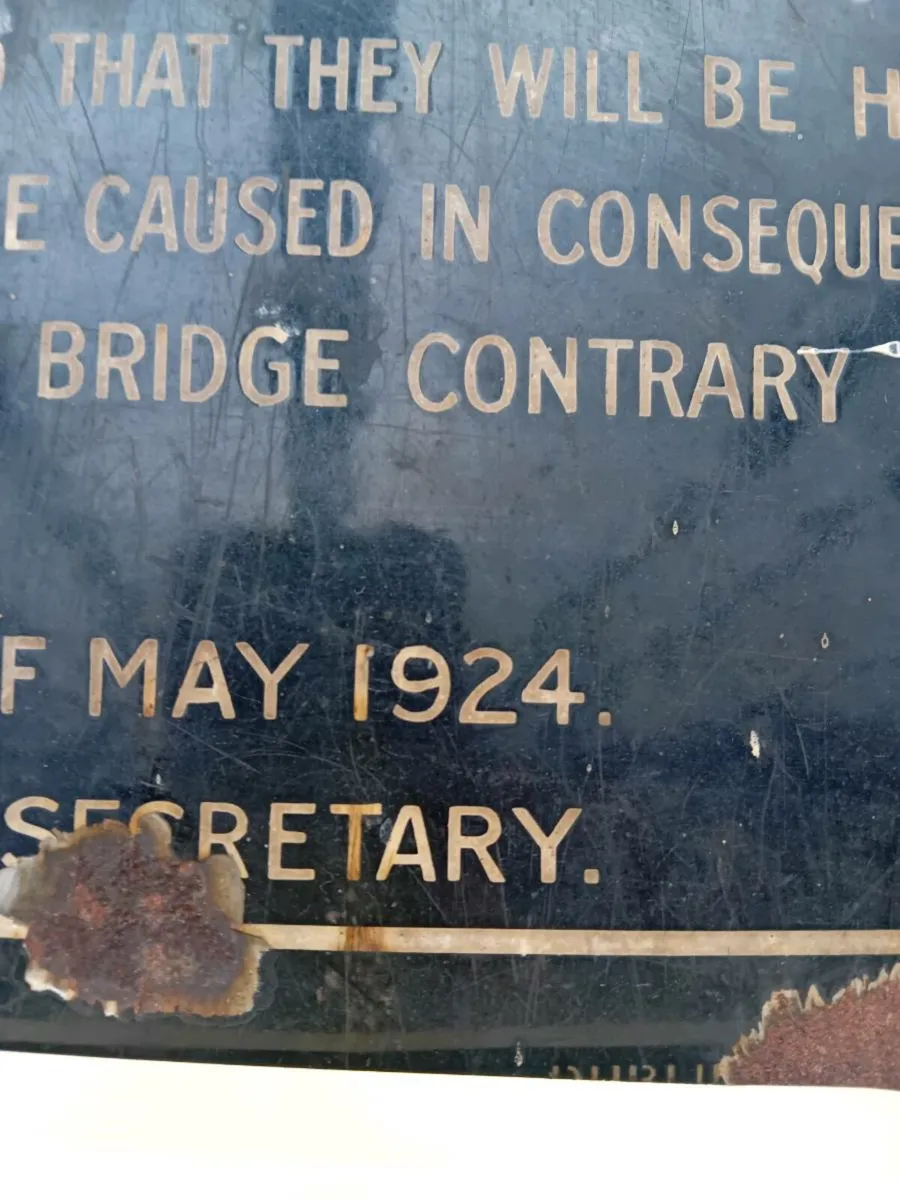 THAT THEY WILL BE H
E CAUSED IN CONSEQUE
BRIDGE CONTRARY
F MAY 1924.
SECRETARY.